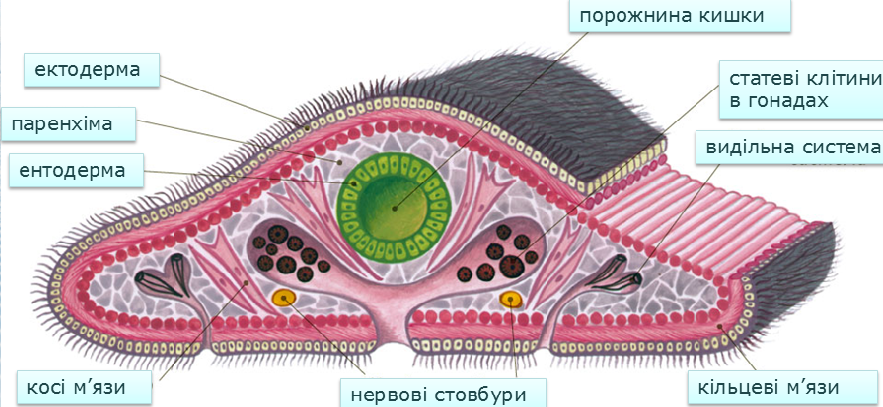 порожнина кишки
ектодерма
статеві клітини
в гонадах
паренхіма
видільна система
ентодерма
косі м’язи
нервові стовбури
кільцеві м’язи